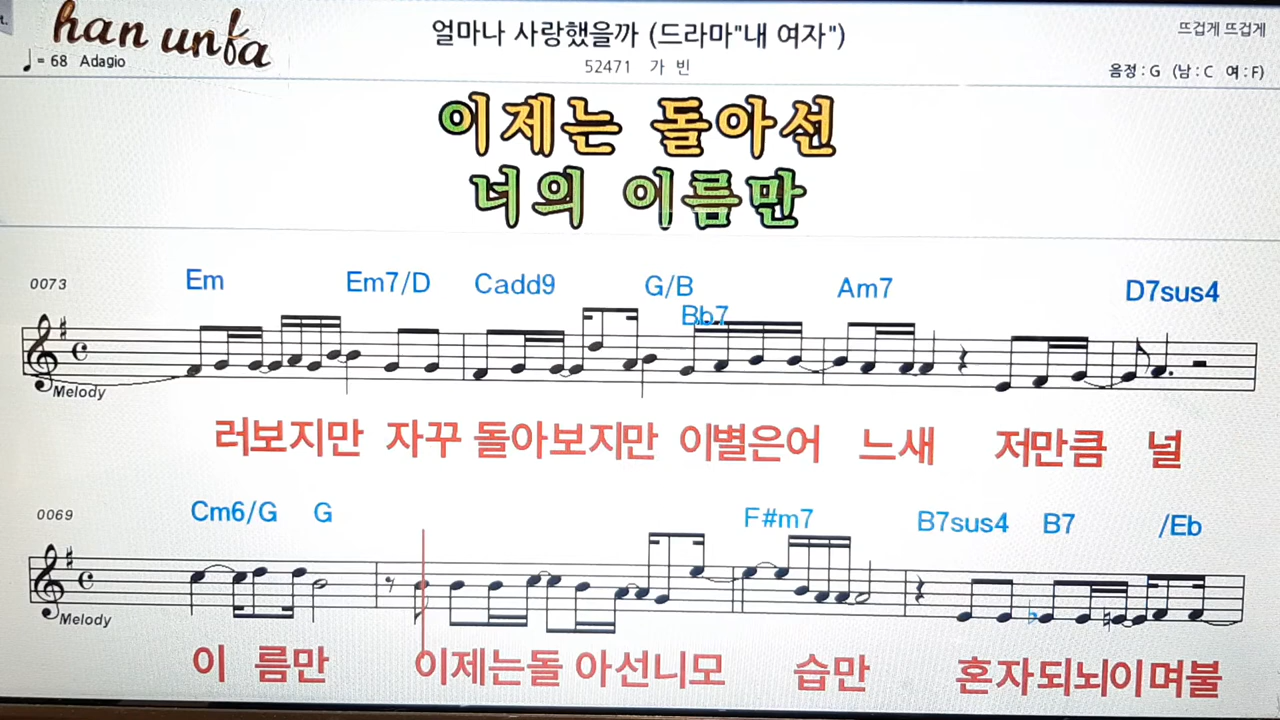 t.
han unfa
얼마나 사랑했을까 (드라마"내 여자")
뜨겁게 뜨겁게
♩= 68 Adagio
52471 가 빈
음정 : G (남 : C 여 : F)
이제는 돌아선
너의 이름만
0073 Em Em7/D Cadd9 G/B Bb7 Am7 D7sus4
Melody
러보지만 자꾸 돌아보지만 이별은어 느새 저만큼 널
0069 Cm6/G G F#m7 B7sus4 B7 /Eb
Melody
이 름만 이제는돌 아선니모 습만 혼자되뇌이며불